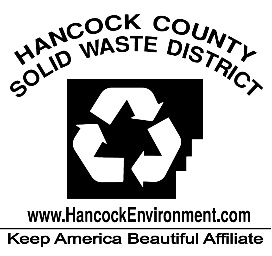 HANCOCK COUNTY
SOLID WASTE DISTRICT
www.HancockEnvironment.com
Keep America Beautiful Affiliate